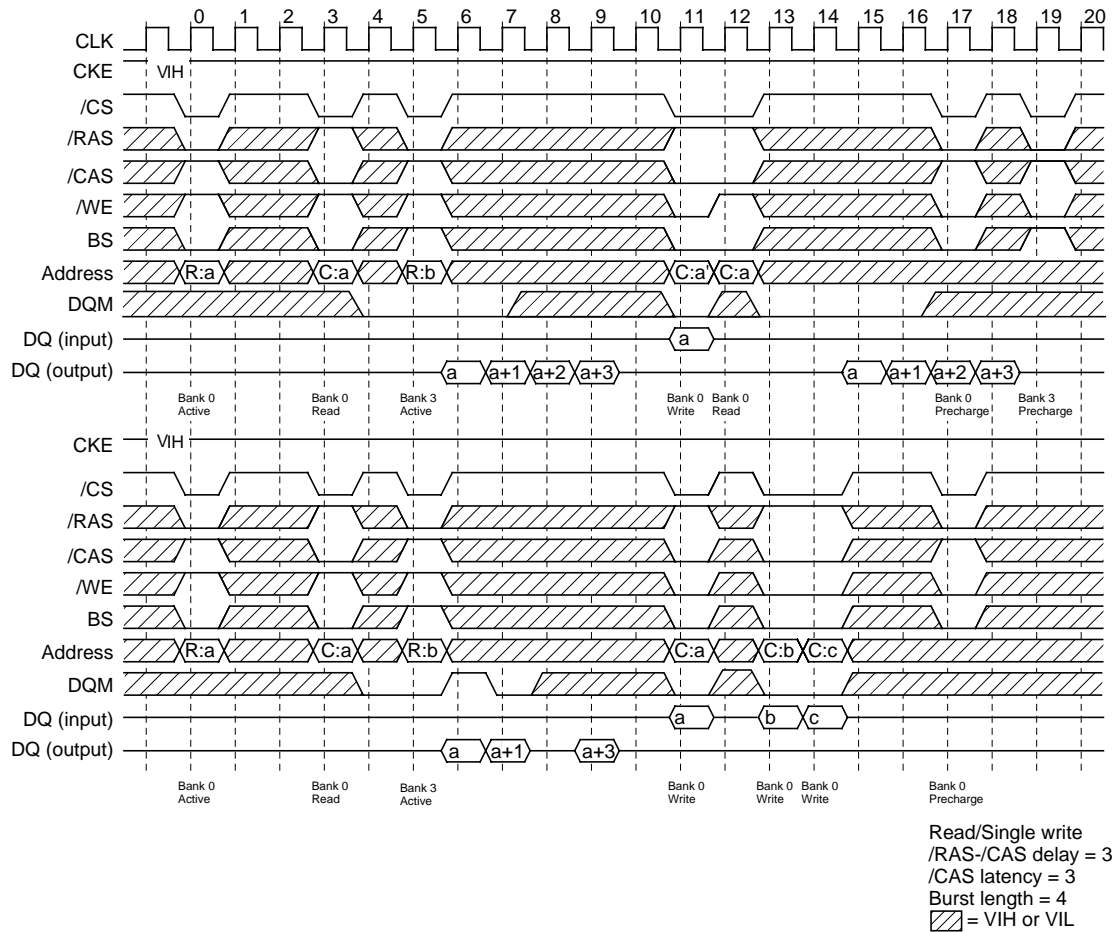 0 1 2 3 4 5 6 7 8 9 10 11 12 13 14 15 16 17 18 19 20
CLK
CKE VIH
/CS
/RAS
/CAS
/WE
BS
Address R:a C:a R:b C:a' C:a
DQM
DQ (input) a
DQ (output) a a+1 a+2 a+3 a a+1 a+2 a+3
Bank 0 Active Bank 0 Read Bank 3 Active Bank 0 Write Bank 0 Read Bank 0 Precharge Bank 3 Precharge
CKE VIH
/CS
/RAS
/CAS
/WE
BS
Address R:a C:a R:b C:a C:b C:c
DQM
DQ (input) a b c
DQ (output) a a+1 a+3
Bank 0 Active Bank 0 Read Bank 3 Active Bank 0 Write Bank 0 Write Bank 0 Write Bank 0 Precharge
Read/Single write
/RAS-/CAS delay = 3
/CAS latency = 3
Burst length = 4
= VIH or VIL